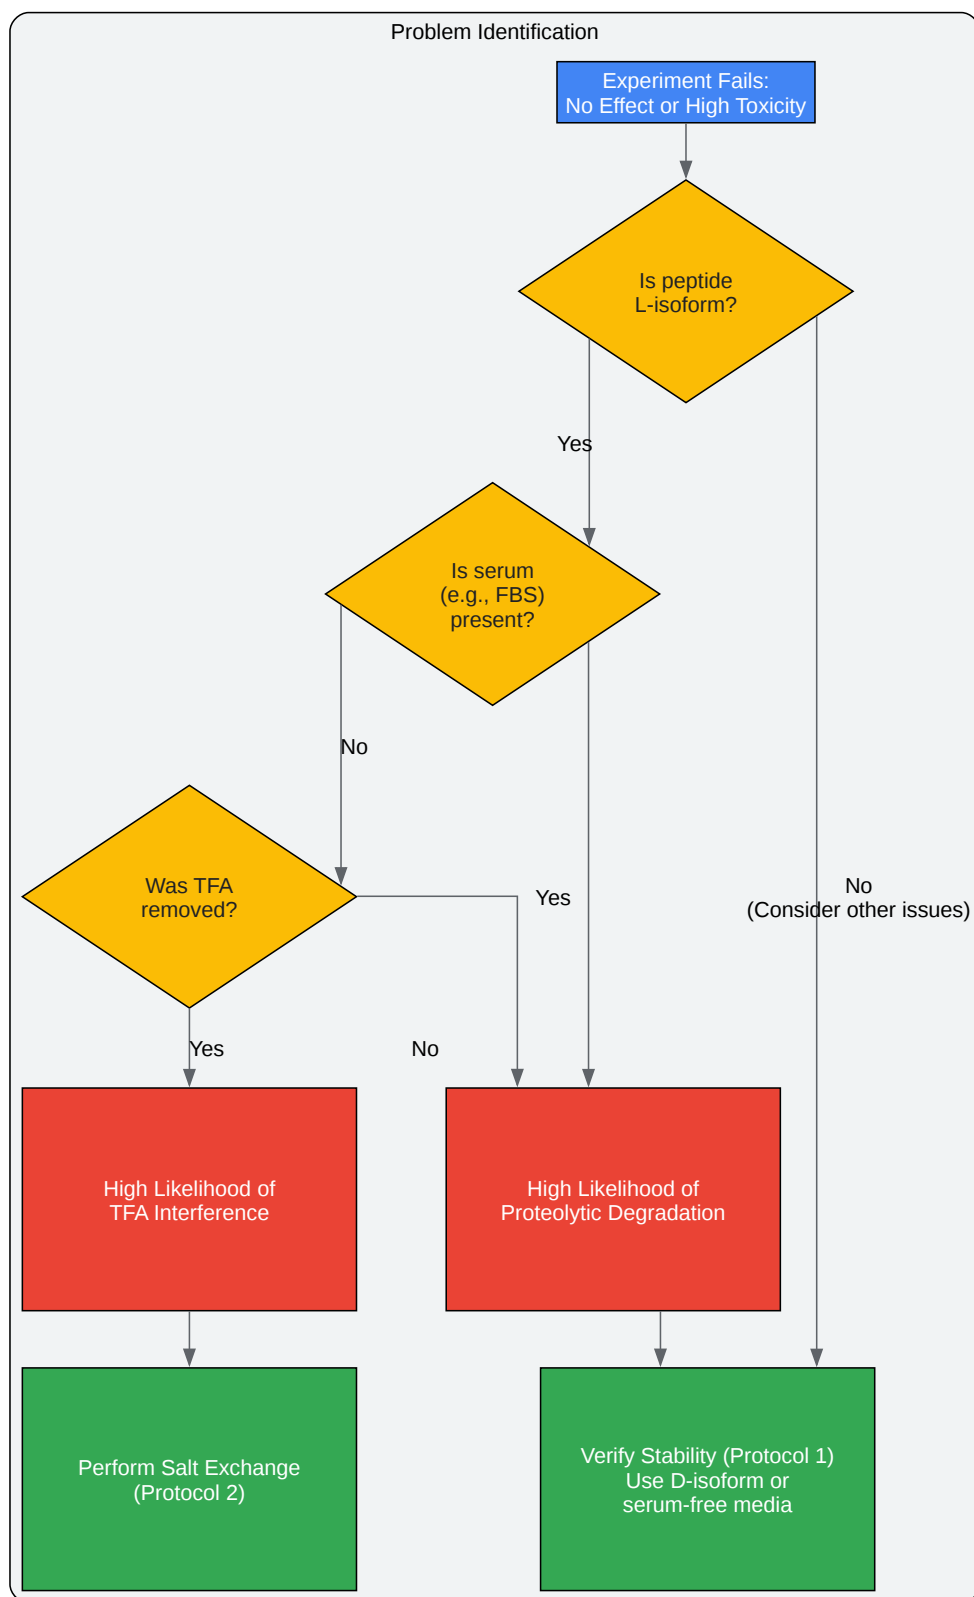 Problem Identification
Experiment Fails:
No Effect or High Toxicity
Is peptide
L-isoform?
Yes
Is serum
(e.g., FBS)
present?
No
Was TFA
removed?
Yes
No
(Consider other issues)
Yes
No
High Likelihood of
TFA Interference
High Likelihood of
Proteolytic Degradation
Perform Salt Exchange
(Protocol 2)
Verify Stability (Protocol 1)
Use D-isoform or
serum-free media